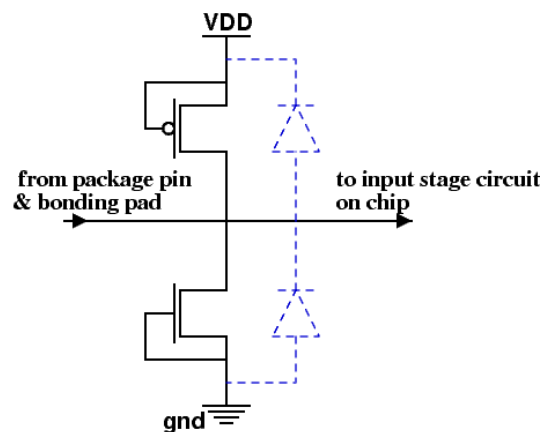 VDD
from package pin
& bonding pad
to input stage circuit
on chip
gnd